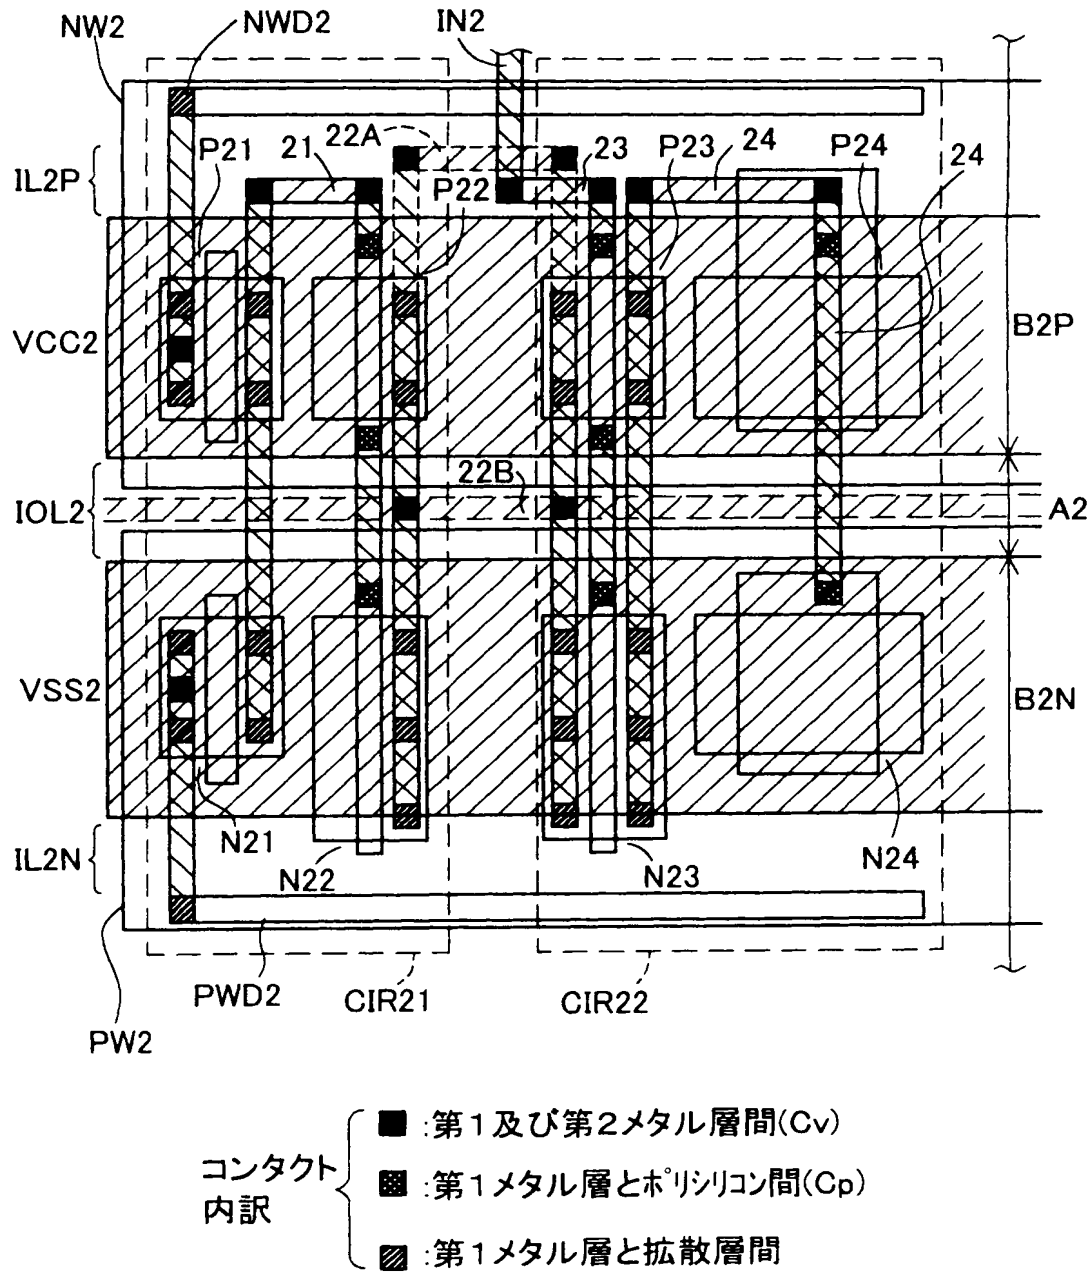 NW2
NWD2
IN2
IL2P
P21
21
22A
P22
23
P23
24
P24
24
VCC2
B2P
IOL2
22B
A2
VSS2
B2N
IL2N
N21
N22
N23
N24
PWD2
CIR21
CIR22
PW2
コンタクト
内訳
:第1及び第2メタル層間(Cv)
:第1メタル層とポリシリコン間(Cp)
:第1メタル層と拡散層間